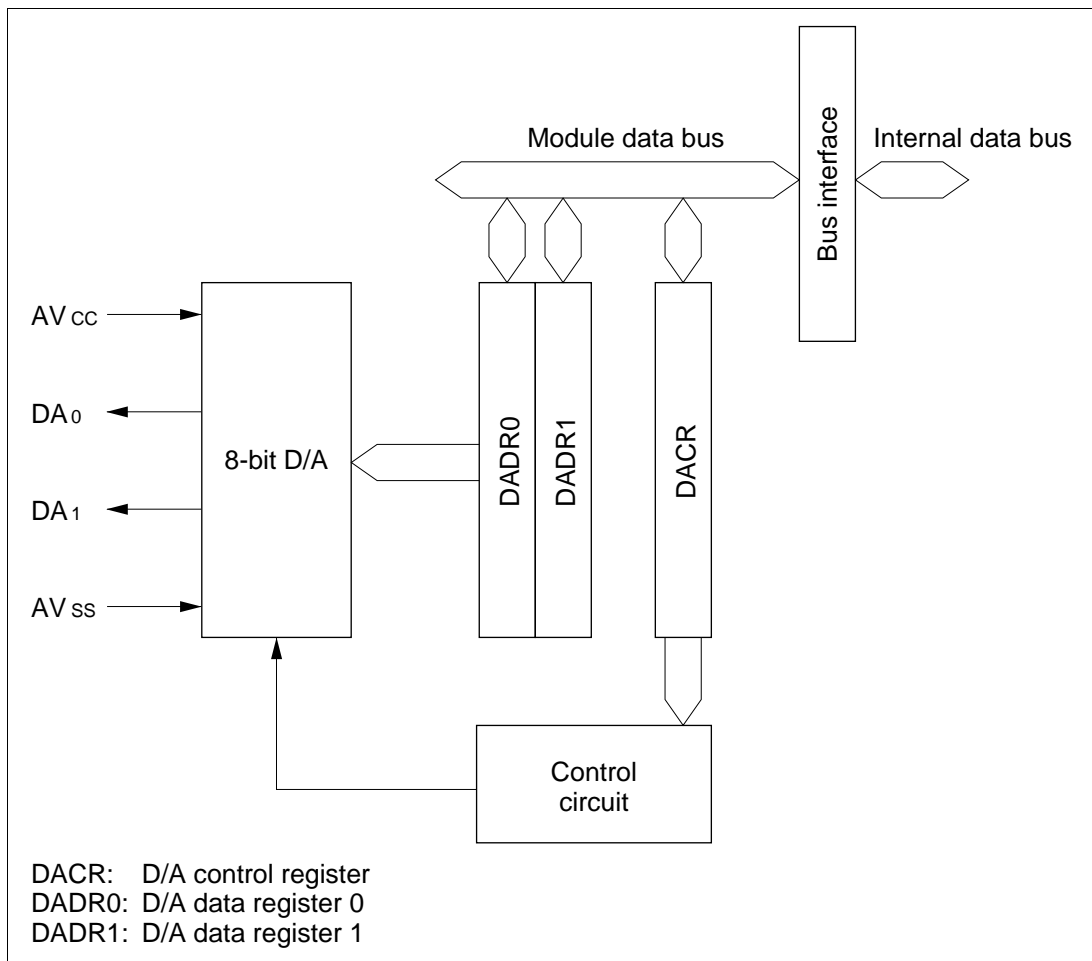 Module data bus
Internal data bus
Bus interface
AVCC
DA0
DA1
AVSS
8-bit D/A
DADR0
DADR1
DACR
Control
circuit
DACR: D/A control register
DADR0: D/A data register 0
DADR1: D/A data register 1